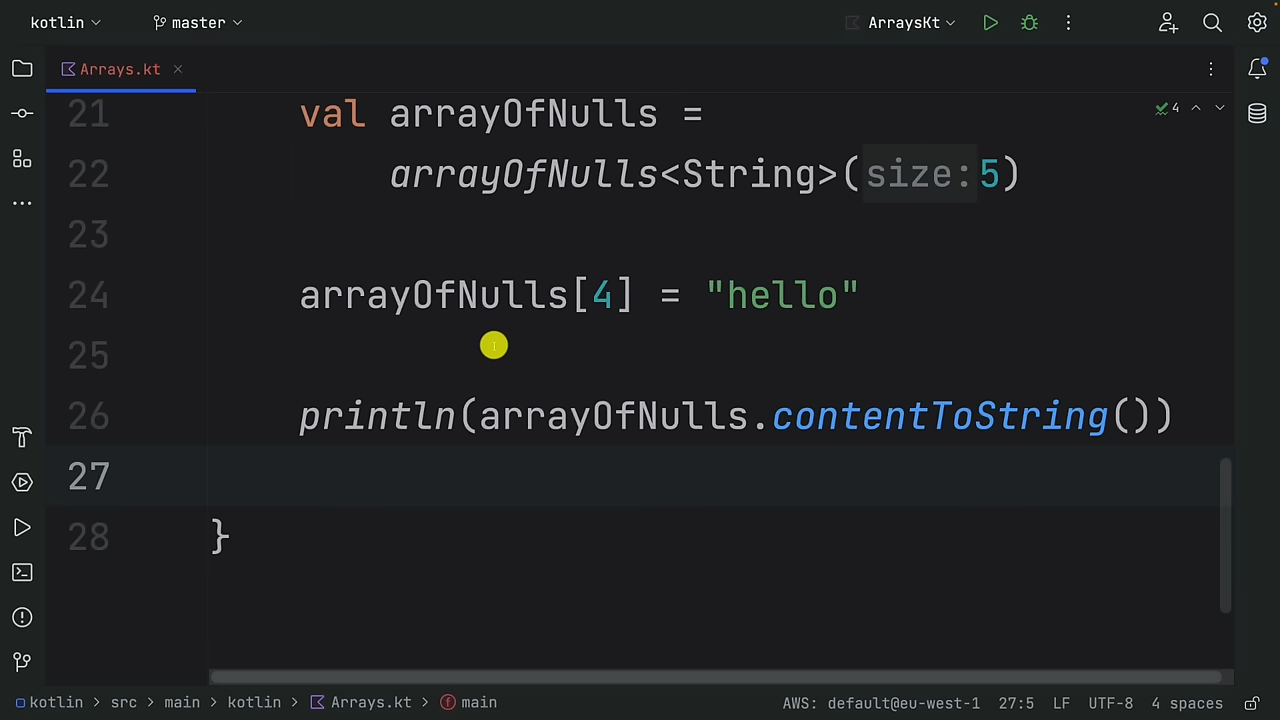 kotlin master ArraysKt
Arrays.kt
21 val arrayOfNulls =
4
22 arrayOfNulls<String>(size: 5)
23
24 arrayOfNulls[4] = "hello"
25
26 println(arrayOfNulls.contentToString())
27
28 }
kotlin > src > main > kotlin > Arrays.kt > main AWS: default@eu-west-1 27:5 LF UTF-8 4 spaces